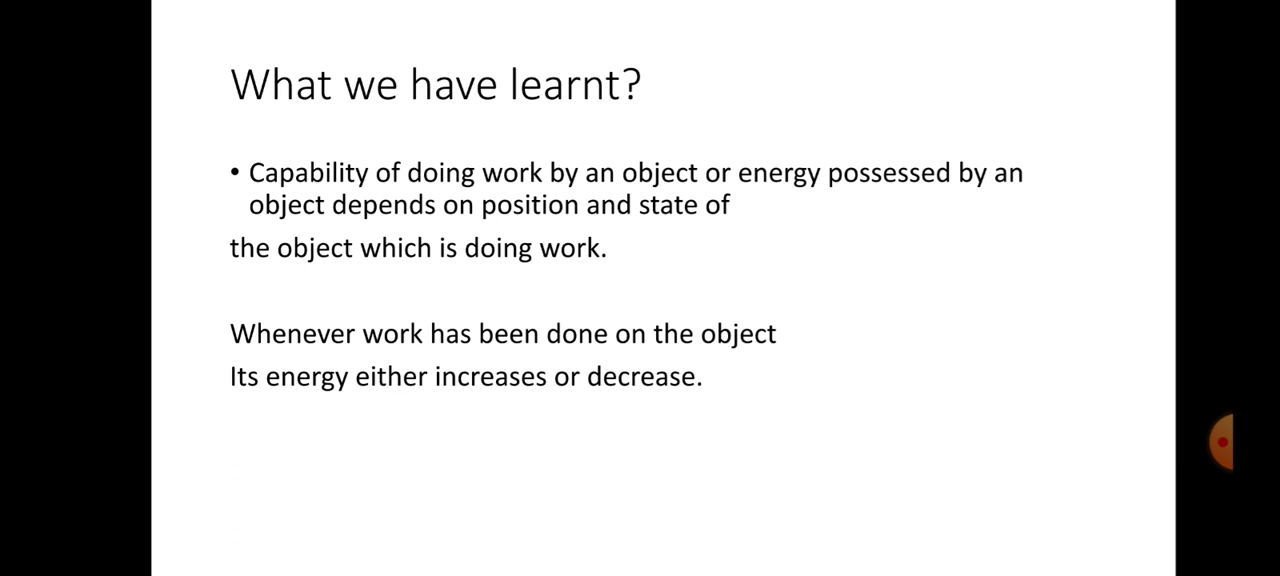 What we have learnt?
• Capability of doing work by an object or energy possessed by an
object depends on position and state of
the object which is doing work.
Whenever work has been done on the object
Its energy either increases or decrease.